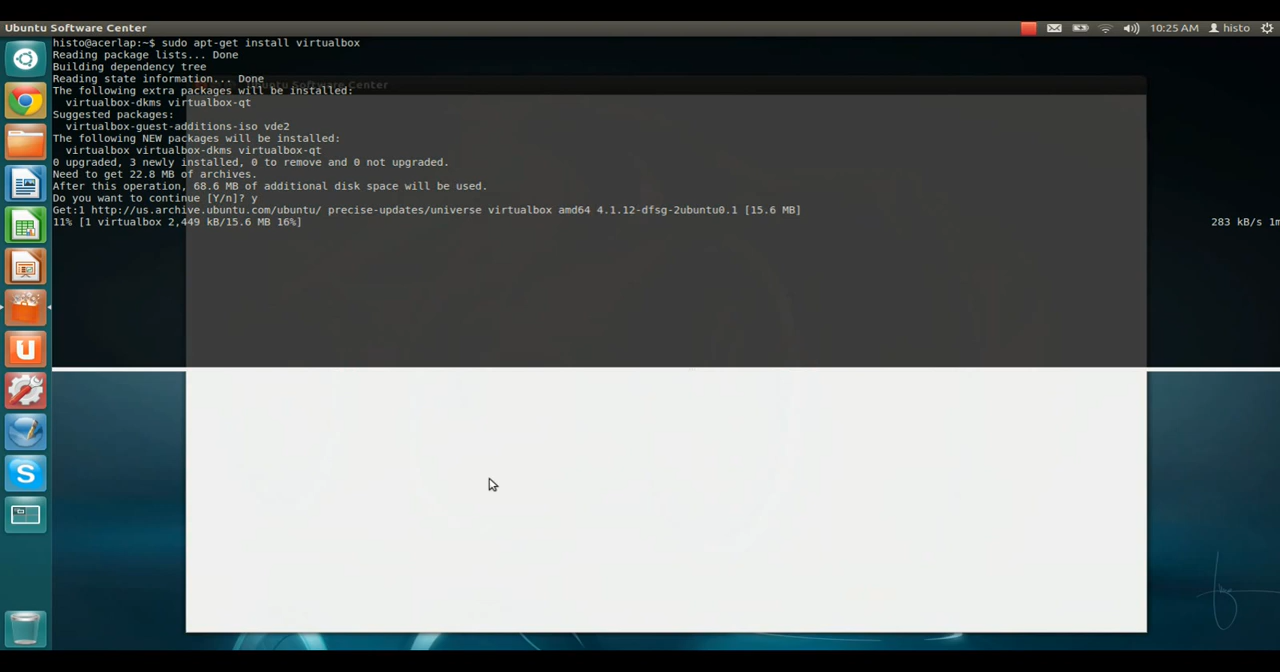 Ubuntu Software Center
10:25 AM histo
histo@acerlap:~$ sudo apt-get install virtualbox
Reading package lists... Done
Building dependency tree
Reading state information... Done
Ubuntu Software Center
The following extra packages will be installed:
virtualbox-dkms virtualbox-qt
Suggested packages:
virtualbox-guest-additions-iso vde2
The following NEW packages will be installed:
virtualbox virtualbox-dkms virtualbox-qt
0 upgraded, 3 newly installed, 0 to remove and 0 not upgraded.
Need to get 22.8 MB of archives.
After this operation, 68.6 MB of additional disk space will be used.
Do you want to continue [Y/n]? y
Get:1 http://us.archive.ubuntu.com/ubuntu/ precise-updates/universe virtualbox amd64 4.1.12-dfsg-2ubuntu0.1 [15.6 MB]
11% [1 virtualbox 2,449 kB/15.6 MB 16%] 283 kB/s 1m